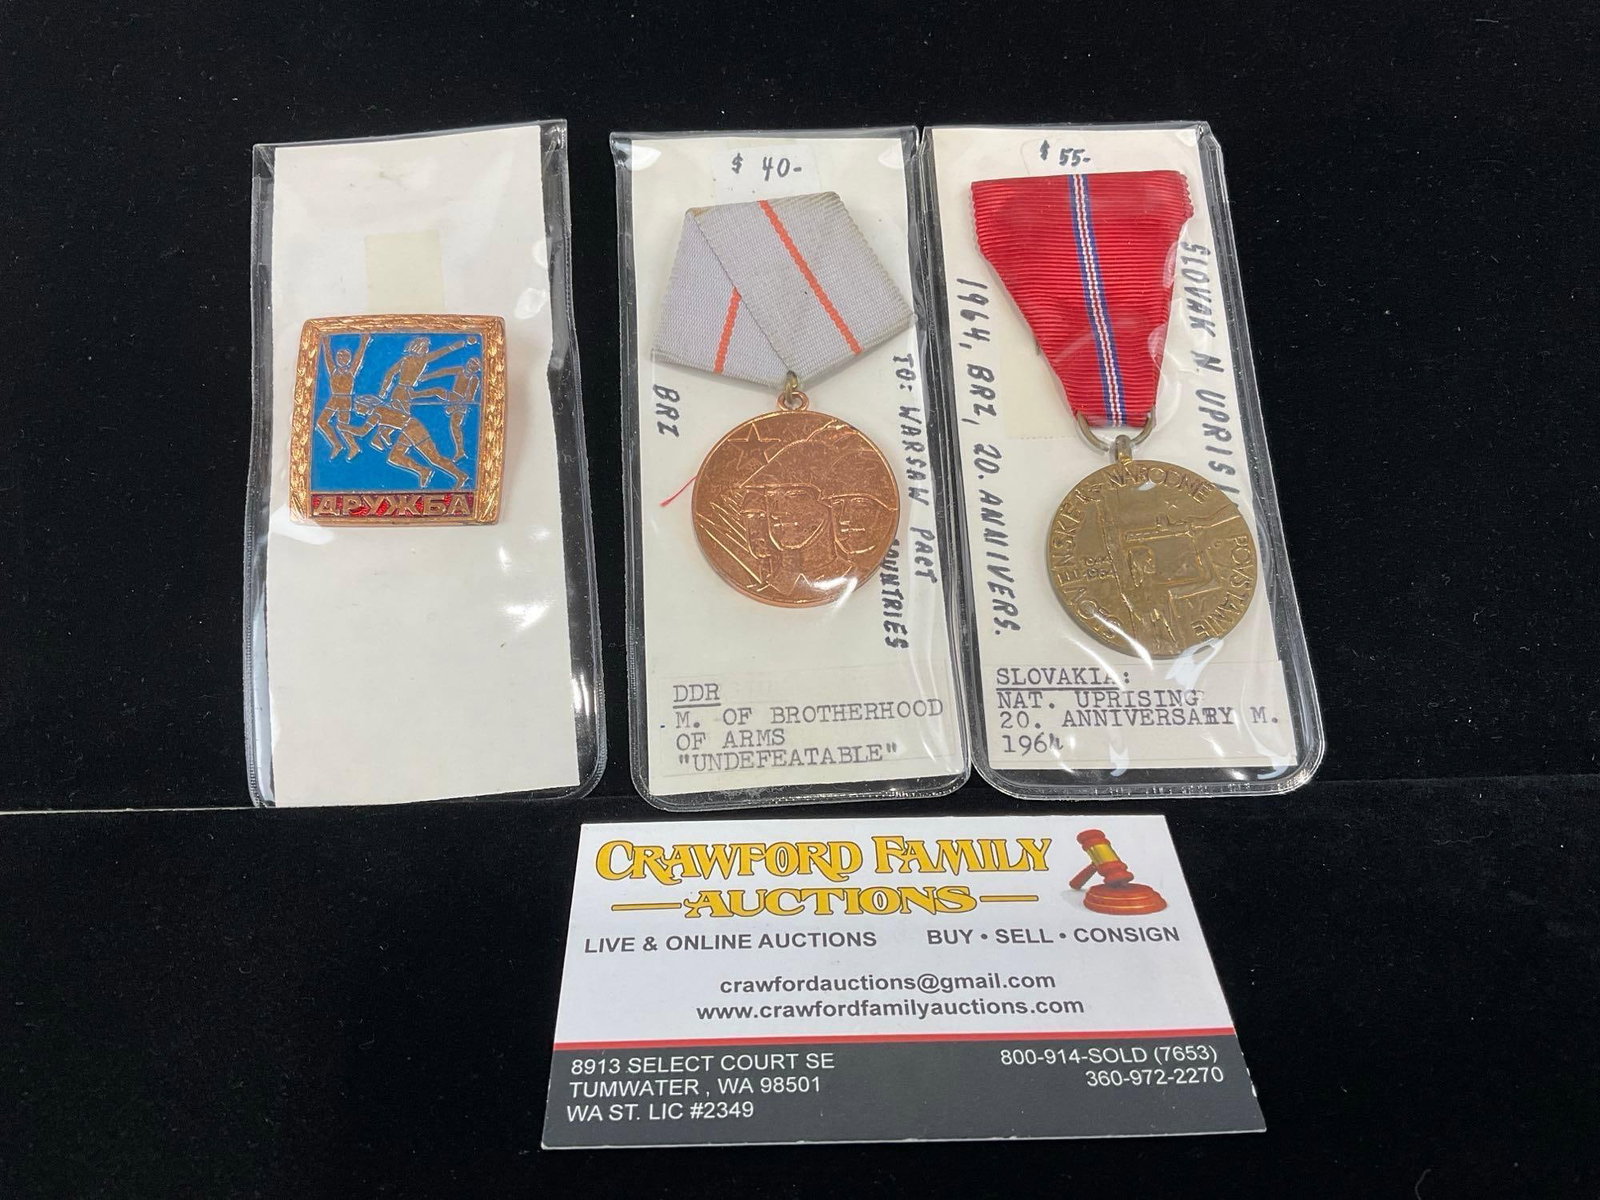 ДРУЖБА
$ 40-
BRZ
TO: WARSAW PACT
COUNTRIES
DDR
M. OF BROTHERHOOD
OF ARMS
"UNDEFEATABLE"
$ 55-
SLOVAK N. UPRISI
1964, BRZ, 20. ANNIVERS.
SLOVENSKÉ NÁRODNIE POVSTANIE
SLOVAKIA:
NAT. UPRISING
20. ANNIVERSARY M.
1964
CRAWFORD FAMILY
AUCTIONS
LIVE & ONLINE AUCTIONS BUY • SELL • CONSIGN
crawfordauctions@gmail.com
www.crawfordfamilyauctions.com
8913 SELECT COURT SE
TUMWATER, WA 98501
WA ST. LIC #2349
800-914-SOLD (7653)
360-972-2270